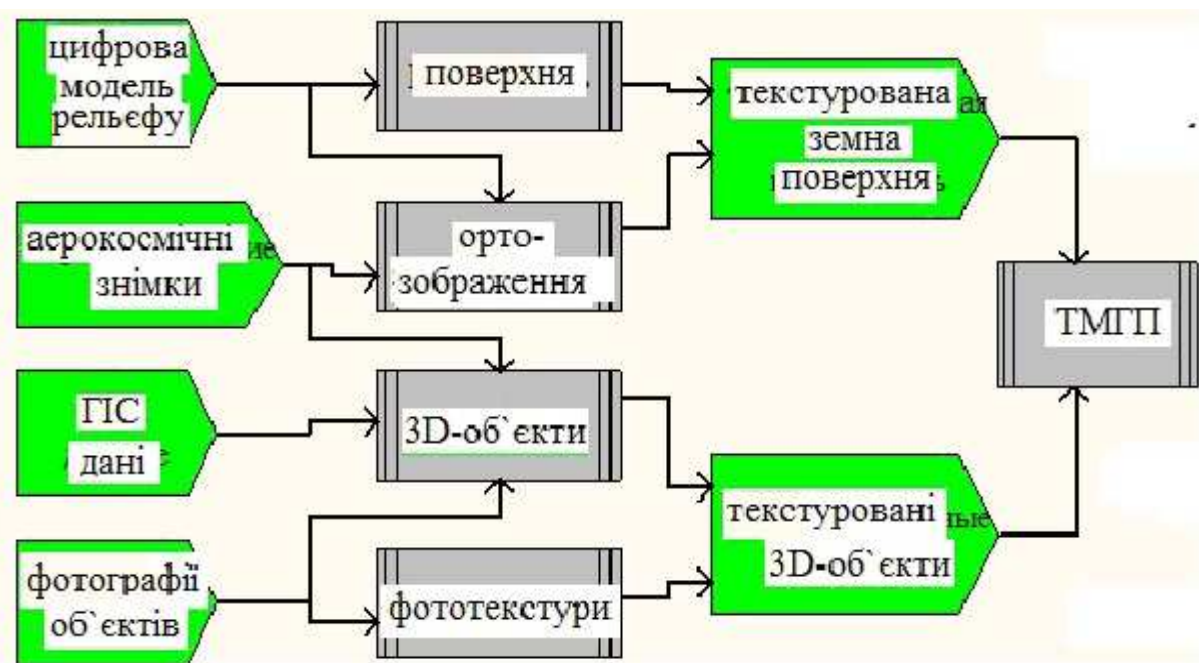 цифрова
модель
рельєфу
поверхня
текстурована
земна
поверхня
аерокосмічні
знімки
орто-
зображення
ТМГП
ГІС
дані
3D-об`єкти
текстуровані
3D-об`єкти
фотографії
об`єктів
фототекстури